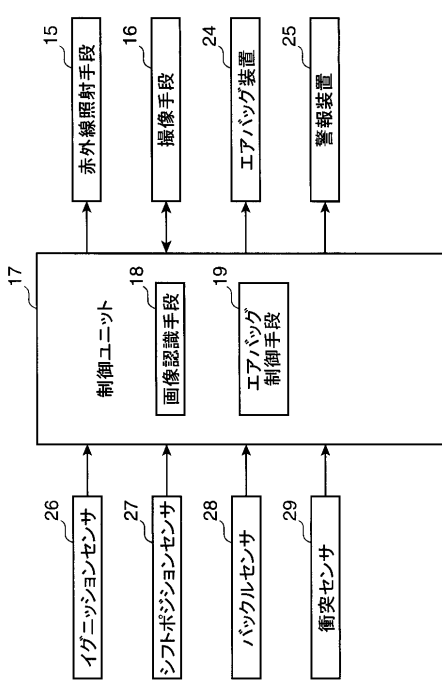 26
イグニッションセンサ
27
シフトポジションセンサ
28
バックルセンサ
29
衝突センサ
17
制御ユニット
18
画像認識手段
19
エアバッグ
制御手段
15
赤外線照射手段
16
撮像手段
24
エアバッグ装置
25
警報装置